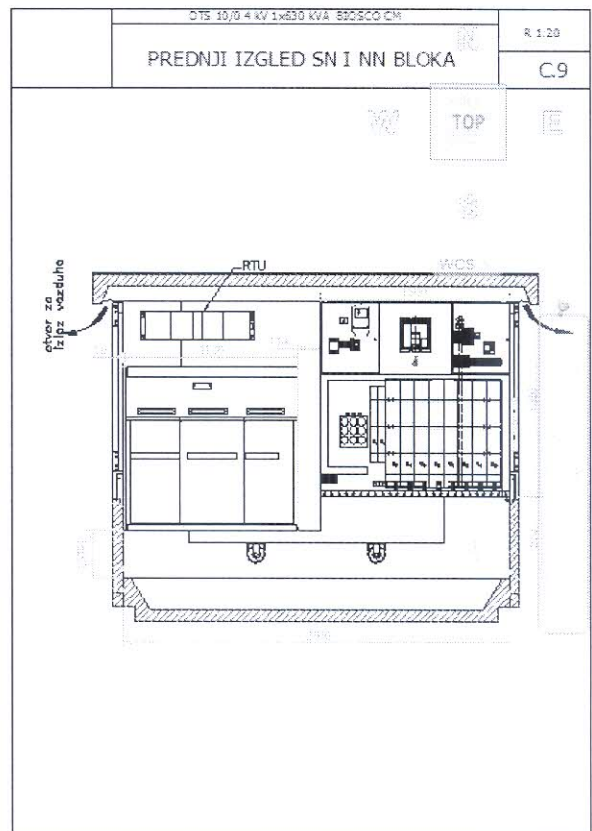 DTS 10/0.4 kV 1x630 kVA BIOSCO CM
R 1:20
PREDNJI IZGLED SN I NN BLOKA
C.9
N
W
TOP
E
S
WCS
RTU
otvor za
izlaz vazduha